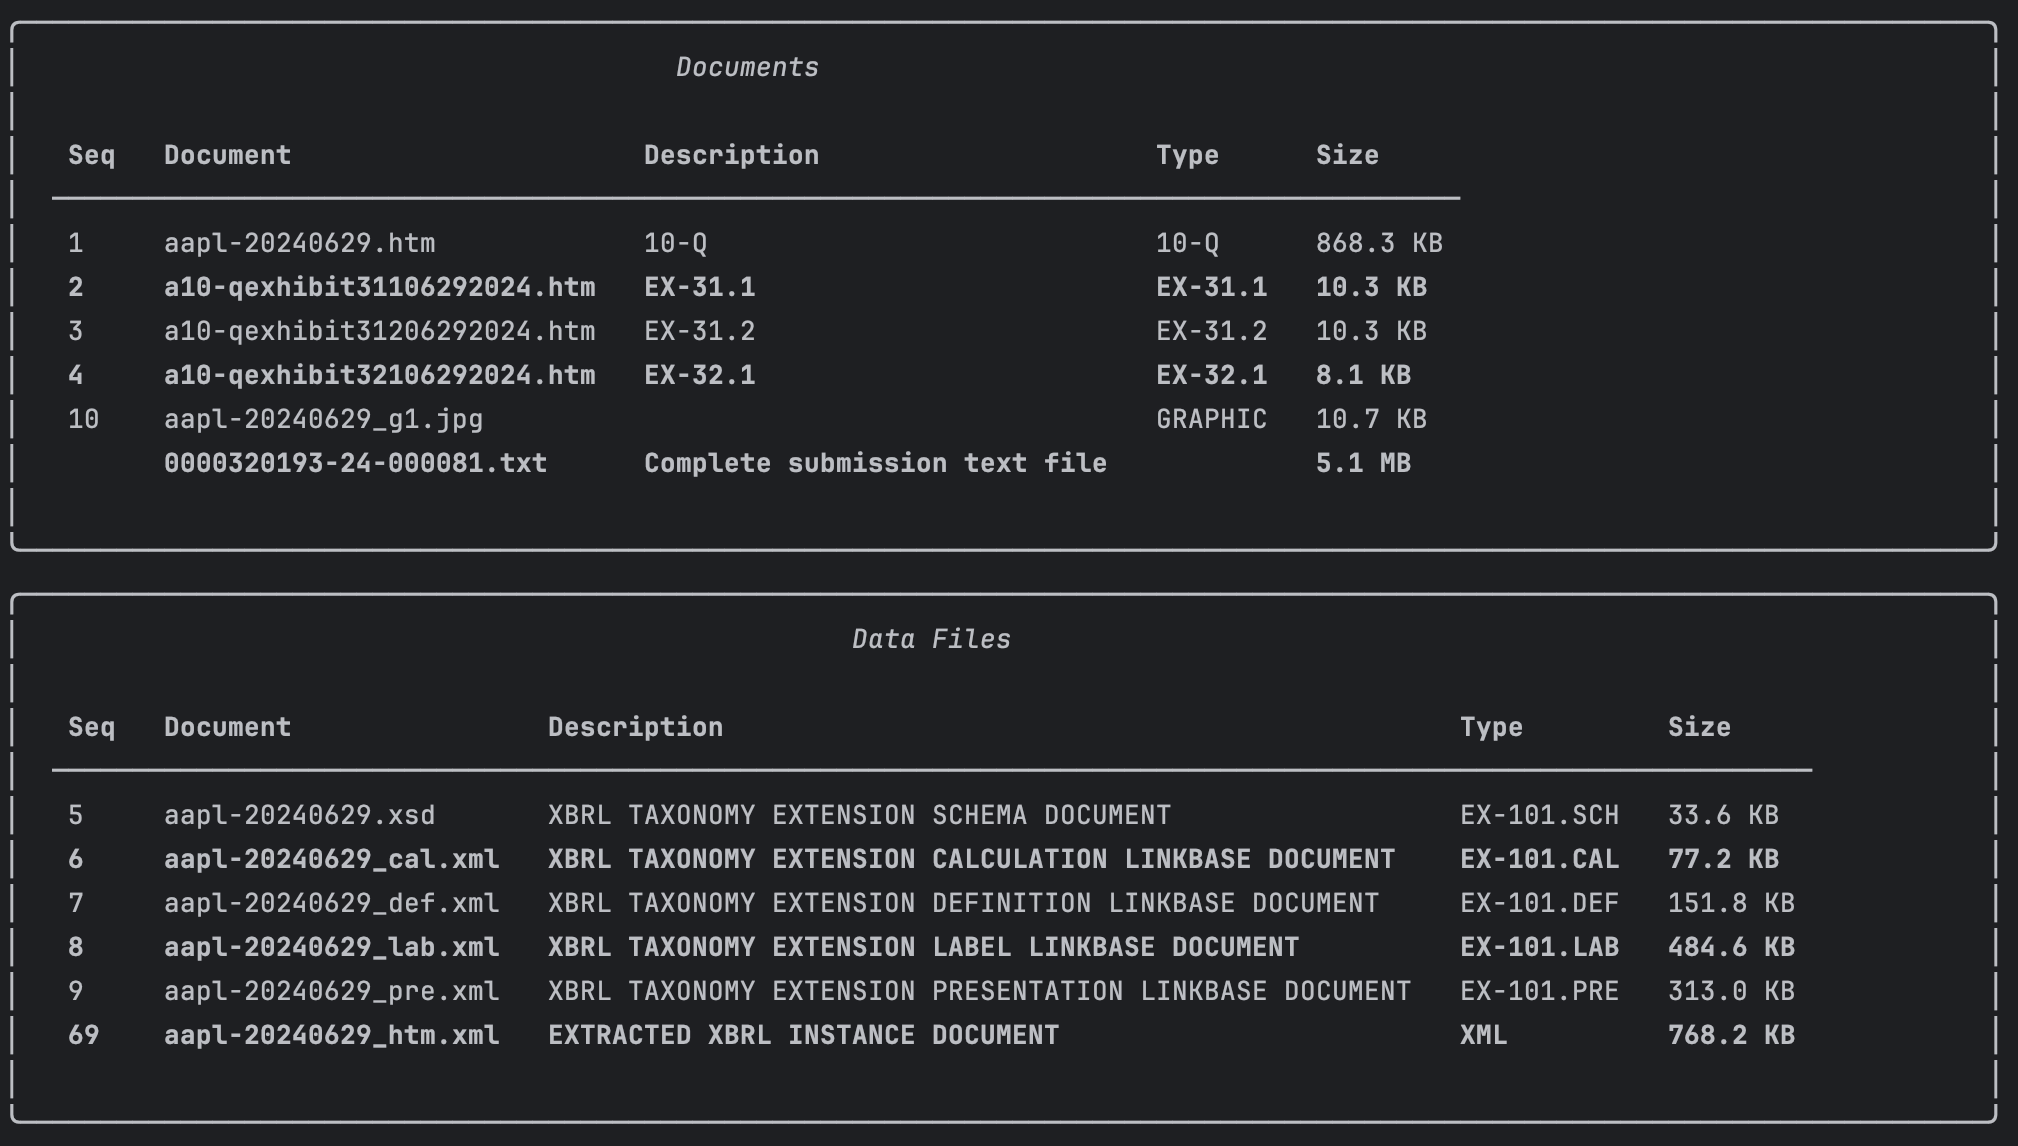 Documents
Seq Document Description Type Size
1 aapl-20240629.htm 10-Q 10-Q 868.3 KB
2 a10-qexhibit31106292024.htm EX-31.1 EX-31.1 10.3 KB
3 a10-qexhibit31206292024.htm EX-31.2 EX-31.2 10.3 KB
4 a10-qexhibit32106292024.htm EX-32.1 EX-32.1 8.1 KB
10 aapl-20240629_g1.jpg GRAPHIC 10.7 KB
0000320193-24-000081.txt Complete submission text file 5.1 MB
Data Files
Seq Document Description Type Size
5 aapl-20240629.xsd XBRL TAXONOMY EXTENSION SCHEMA DOCUMENT EX-101.SCH 33.6 KB
6 aapl-20240629_cal.xml XBRL TAXONOMY EXTENSION CALCULATION LINKBASE DOCUMENT EX-101.CAL 77.2 KB
7 aapl-20240629_def.xml XBRL TAXONOMY EXTENSION DEFINITION LINKBASE DOCUMENT EX-101.DEF 151.8 KB
8 aapl-20240629_lab.xml XBRL TAXONOMY EXTENSION LABEL LINKBASE DOCUMENT EX-101.LAB 484.6 KB
9 aapl-20240629_pre.xml XBRL TAXONOMY EXTENSION PRESENTATION LINKBASE DOCUMENT EX-101.PRE 313.0 KB
69 aapl-20240629_htm.xml EXTRACTED XBRL INSTANCE DOCUMENT XML 768.2 KB